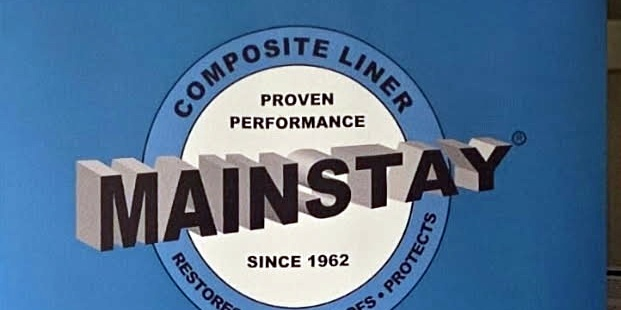 COMPOSITE LINER
PROVEN
PERFORMANCE
MAINSTAY®
SINCE 1962
RESTORES
• PROTECTS